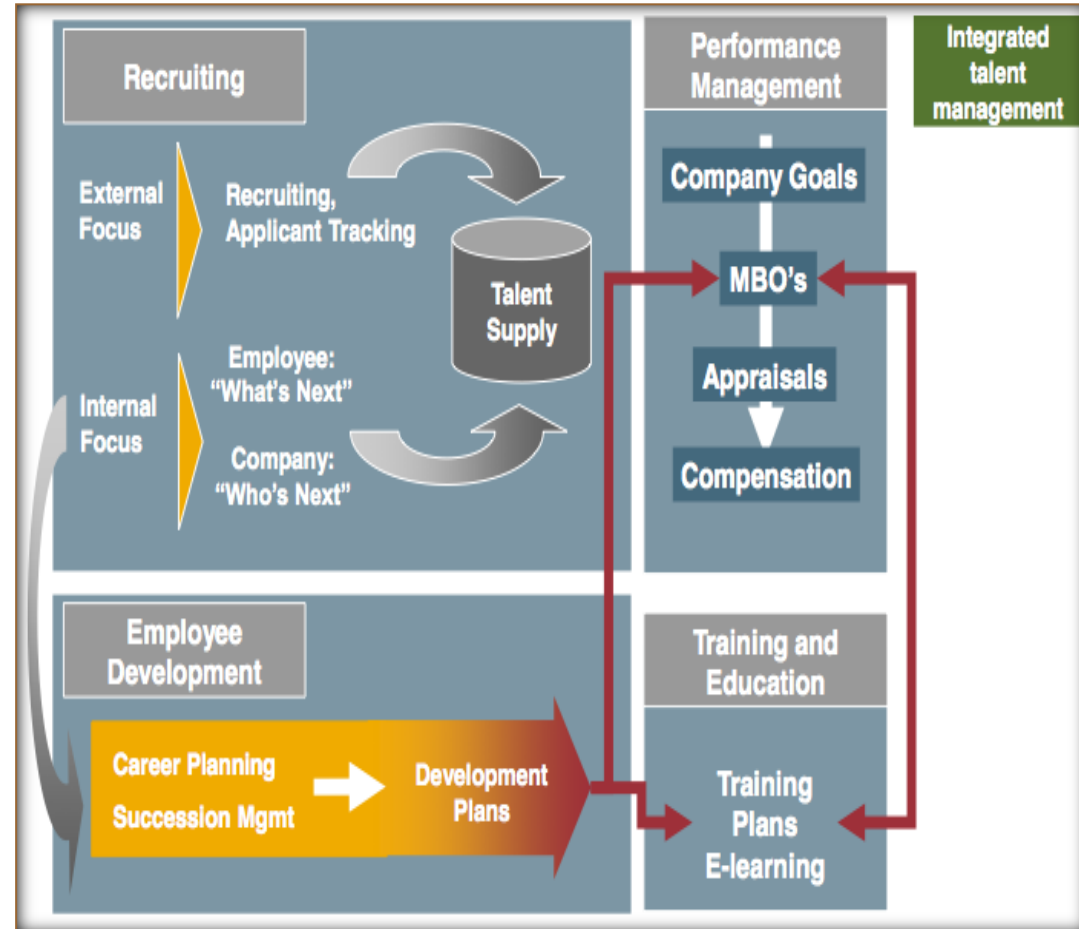 Recruiting
External
Focus
Recruiting,
Applicant Tracking
Talent
Supply
Internal
Focus
Employee:
“What’s Next”
Company:
“Who’s Next”
Performance
Management
Company Goals
MBO’s
Appraisals
Compensation
Integrated
talent
management
Employee
Development
Career Planning
Succession Mgmt
Development
Plans
Training and
Education
Training
Plans
E-learning